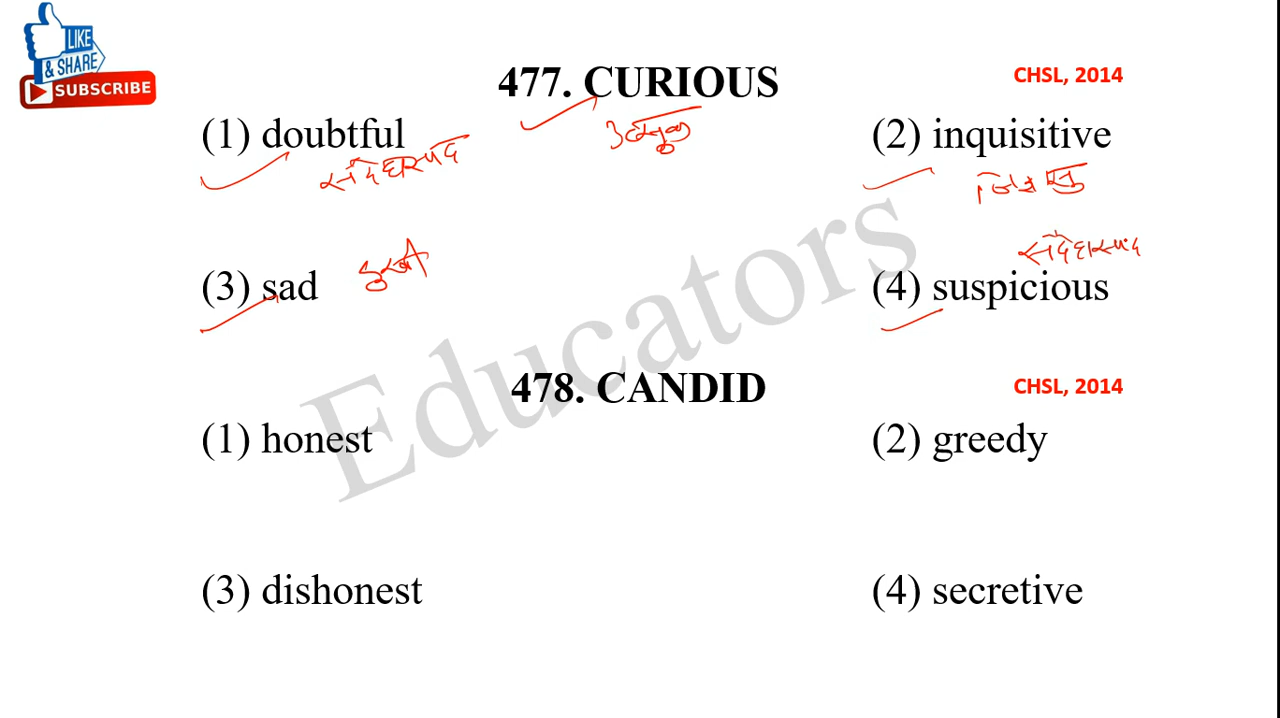 LIKE
& SHARE
SUBSCRIBE
477. CURIOUS
CHSL, 2014
उत्सुक
(1) doubtful
संदेहास्पद
(2) inquisitive
जिज्ञासु
(3) sad
दुखी
(4) suspicious
संदेहास्पद
Educators
478. CANDID
CHSL, 2014
(1) honest
(2) greedy
(3) dishonest
(4) secretive